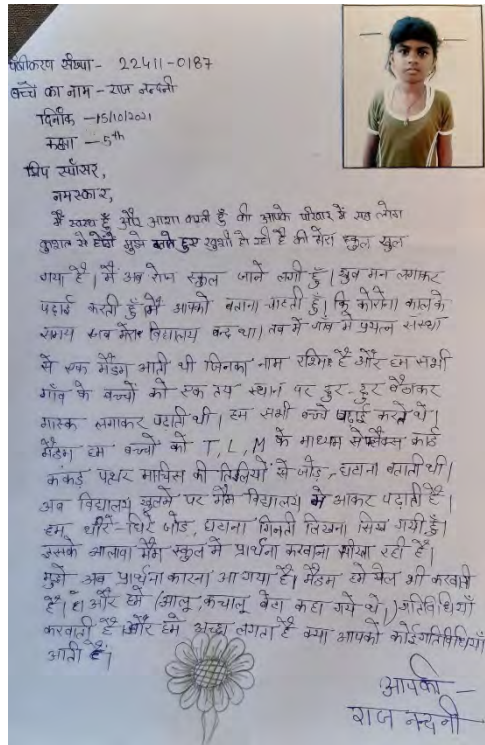 पंजीकरण संख्या - 22411-0187
बच्चे का नाम - राज नन्दनी
दिनाँक - 15/10/2021
कक्षा - 5th
प्रिय स्पॉंसर,
नमस्कार,
मैं स्वस्थ हूँ और आशा करती हूँ की आपके परिवार में सब लोग
कुशल से होंगे मुझे बताते हुए खुशी हो रही है की मेरा स्कूल खुल
गया है। मैं अब रोज स्कूल जाने लगी हूँ। खुब मन लगाकर
पढ़ाई करती हूँ। मैं आपको बताना चाहती हूँ। कि कोरोना काल के
समय जब मेरा विद्यालय बन्द था। तब मे गाँव मे प्रयत्न संस्था
से एक मैडम आती थी जिनका नाम रश्मि है और हम सभी
गाँव के बच्चों को एक तय स्थान पर दुर-दुर बैठाकर
मास्क लगाकर पढ़ाती थी। हम सभी बच्चे पढ़ाई करते थे।
मैडम हम बच्चों को T, L, M के माध्यम से फ्लैक्स कार्ड
कंकड़ पत्थर माचिस की तिलियों से जोड़, घटाना बताती थी।
अब विद्यालय खुलने पर मैम विद्यालय मे आकर पढ़ाती है।
हम धीरे-धिरे जोड़, घटाना गिनती लिखना सिख गयी हुँ।
इसके आलावा मैम स्कूल मे प्रार्थना करवाना सीखा रही है।
मुझे अब प्रार्थना कारना आ गया है। मैडम हमे खेल भी करवाती
है। और हमे (आलू, कचालू बेटा कहा गये थे।) गतिविधियाँ
करवाती है और हमे अच्छा लगता है क्या आपको कोई गतिविधियाँ
आती है।
आपकी -
राज नन्दनी